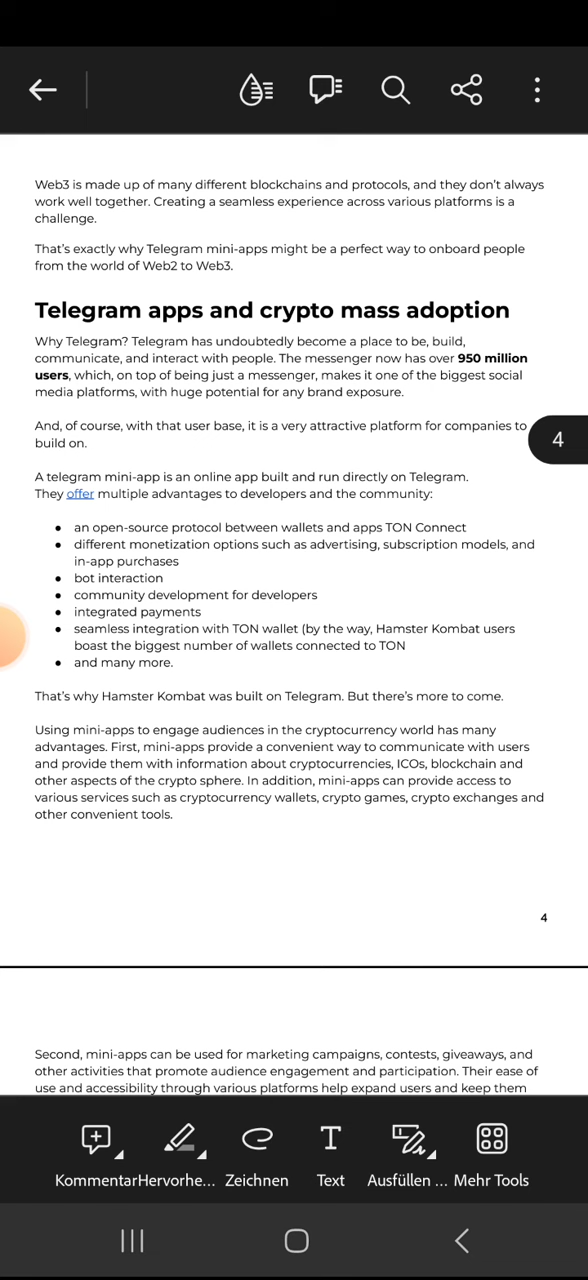 Web3 is made up of many different blockchains and protocols, and they don't always
work well together. Creating a seamless experience across various platforms is a
challenge.
That's exactly why Telegram mini-apps might be a perfect way to onboard people
from the world of Web2 to Web3.
Telegram apps and crypto mass adoption
Why Telegram? Telegram has undoubtedly become a place to be, build,
communicate, and interact with people. The messenger now has over 950 million
users, which, on top of being just a messenger, makes it one of the biggest social
media platforms, with huge potential for any brand exposure.
And, of course, with that user base, it is a very attractive platform for companies to
build on.
4
A telegram mini-app is an online app built and run directly on Telegram.
They offer multiple advantages to developers and the community:
● an open-source protocol between wallets and apps TON Connect
● different monetization options such as advertising, subscription models, and
in-app purchases
● bot interaction
● community development for developers
● integrated payments
● seamless integration with TON wallet (by the way, Hamster Kombat users
boast the biggest number of wallets connected to TON
● and many more.
That's why Hamster Kombat was built on Telegram. But there's more to come.
Using mini-apps to engage audiences in the cryptocurrency world has many
advantages. First, mini-apps provide a convenient way to communicate with users
and provide them with information about cryptocurrencies, ICOs, blockchain and
other aspects of the crypto sphere. In addition, mini-apps can provide access to
various services such as cryptocurrency wallets, crypto games, crypto exchanges and
other convenient tools.
4
Second, mini-apps can be used for marketing campaigns, contests, giveaways, and
other activities that promote audience engagement and participation. Their ease of
use and accessibility through various platforms help expand users and keep them
Kommentar Hervorhe... Zeichnen Text Ausfüllen ... Mehr Tools